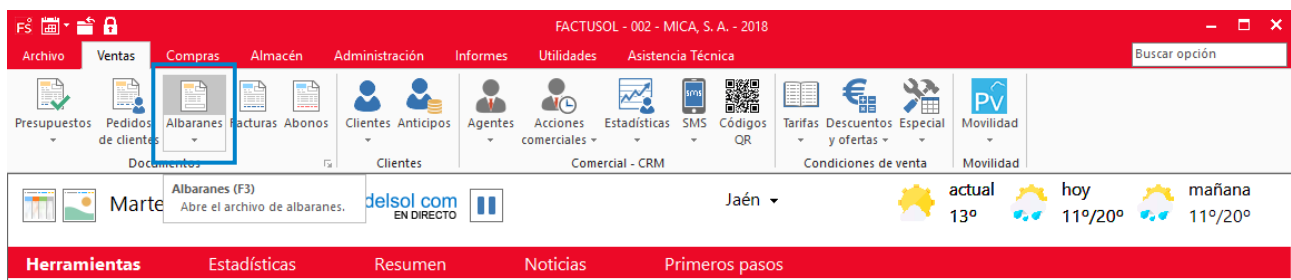 FS
FACTUSOL - 002 - MICA, S. A. - 2018
Archivo Ventas Compras Almacén Administración Informes Utilidades Asistencia Técnica Buscar opción
Presupuestos Pedidos de clientes Albaranes Facturas Abonos
Clientes Anticipos
Agentes Acciones comerciales Estadísticas SMS Códigos QR
Tarifas Descuentos y ofertas Especial
Movilidad
Documentos Clientes Comercial - CRM Condiciones de venta Movilidad
Albaranes (F3)
Abre el archivo de albaranes.
Marte
delsol com
EN DIRECTO
Jaén
actual
13º
hoy
11º/20º
mañana
11º/20º
Herramientas Estadísticas Resumen Noticias Primeros pasos